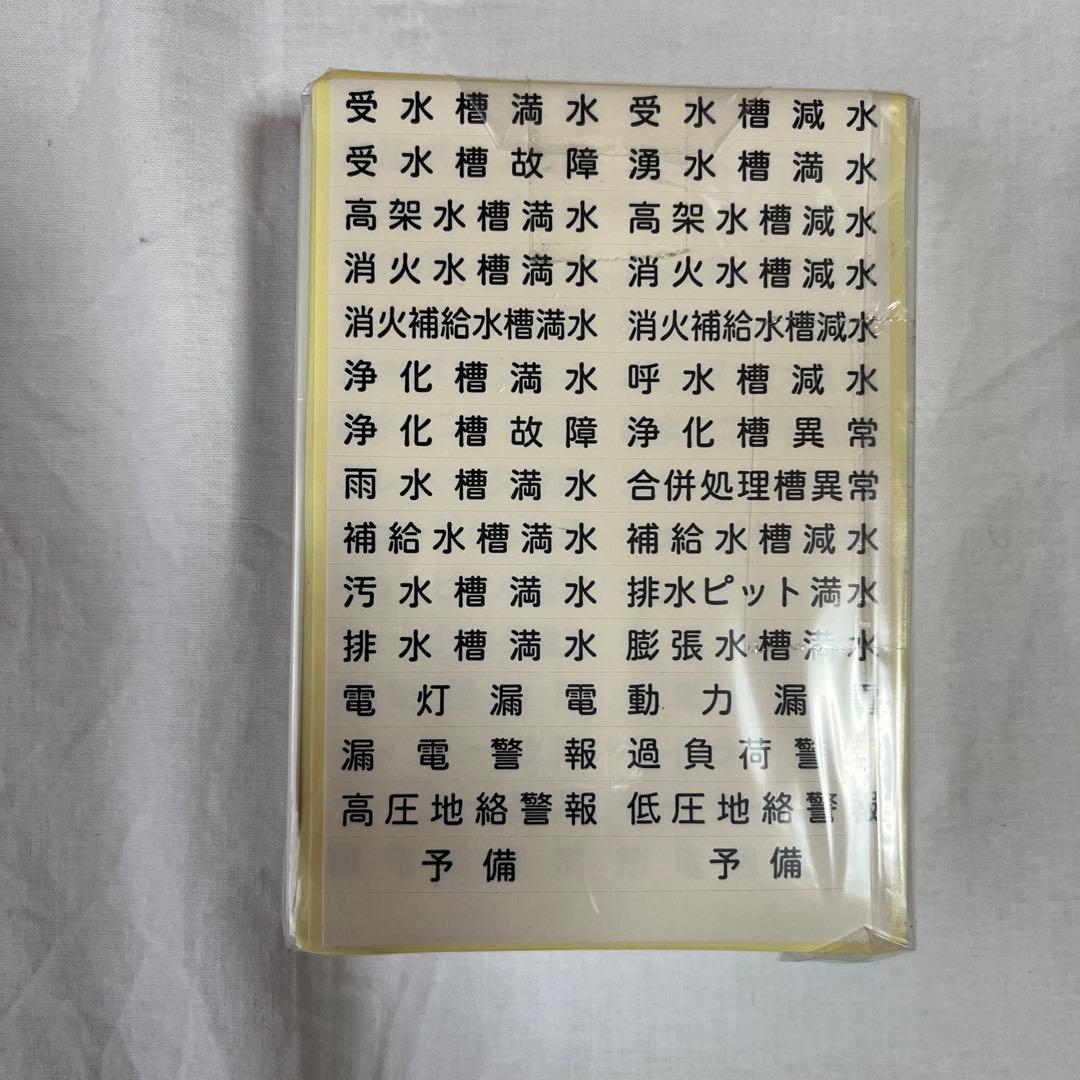 受水槽満水 受水槽減水
受水槽故障 湧水槽満水
高架水槽満水 高架水槽減水
消火水槽満水 消火水槽減水
消火補給水槽満水 消火補給水槽減水
浄化槽満水 呼水槽減水
浄化槽故障 浄化槽異常
雨水槽満水 合併処理槽異常
補給水槽満水 補給水槽減水
汚水槽満水 排水ピット満水
排水槽満水 膨張水槽満水
電灯漏電 動力漏電
漏電警報 過負荷警報
高圧地絡警報 低圧地絡警報
予備 予備